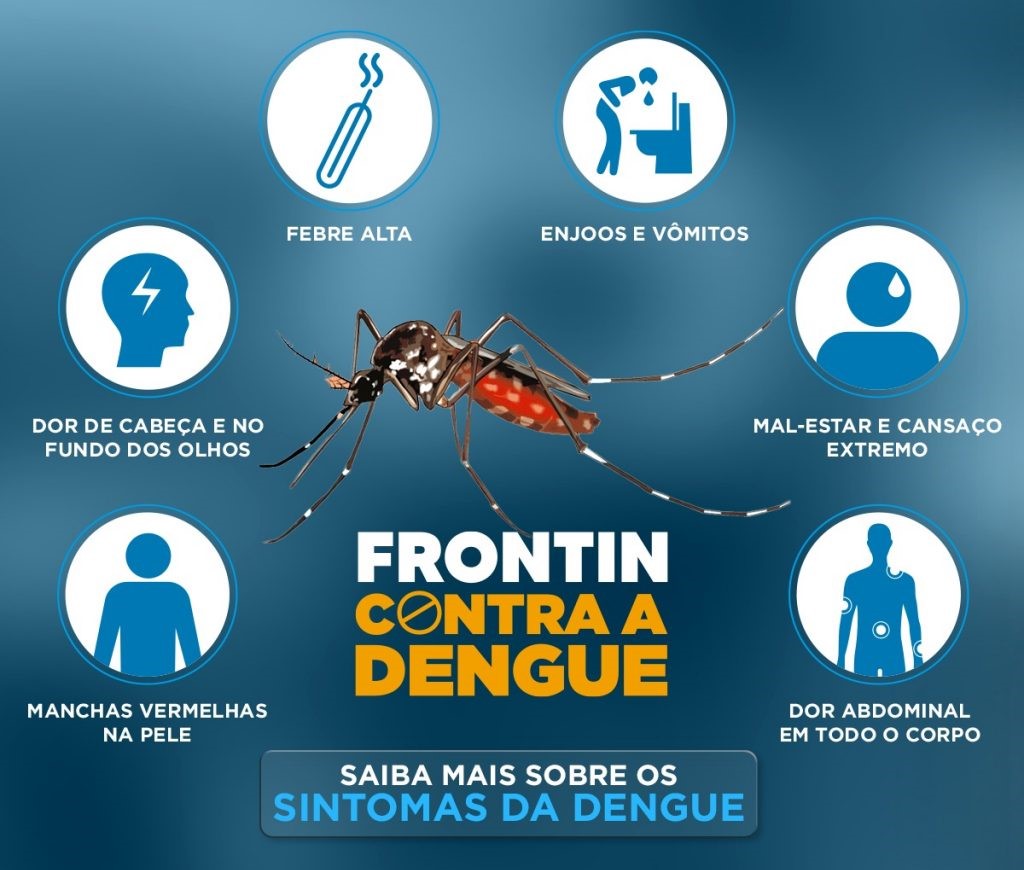 FEBRE ALTA
ENJOOS E VÔMITOS
DOR DE CABEÇA E NO
FUNDO DOS OLHOS
MAL-ESTAR E CANSAÇO
EXTREMO
MANCHAS VERMELHAS
NA PELE
DOR ABDOMINAL
EM TODO O CORPO
FRONTIN
CONTRA A
DENGUE
SAIBA MAIS SOBRE OS
SINTOMAS DA DENGUE